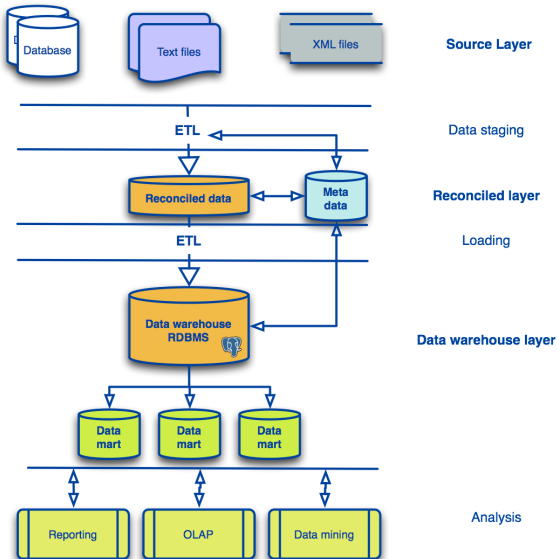 Database
Text files
XML files
Source Layer
ETL
Data staging
Reconciled data
Meta
data
Reconciled layer
ETL
Loading
Data warehouse
RDBMS
Data warehouse layer
Data
mart
Data
mart
Data
mart
Reporting
OLAP
Data mining
Analysis